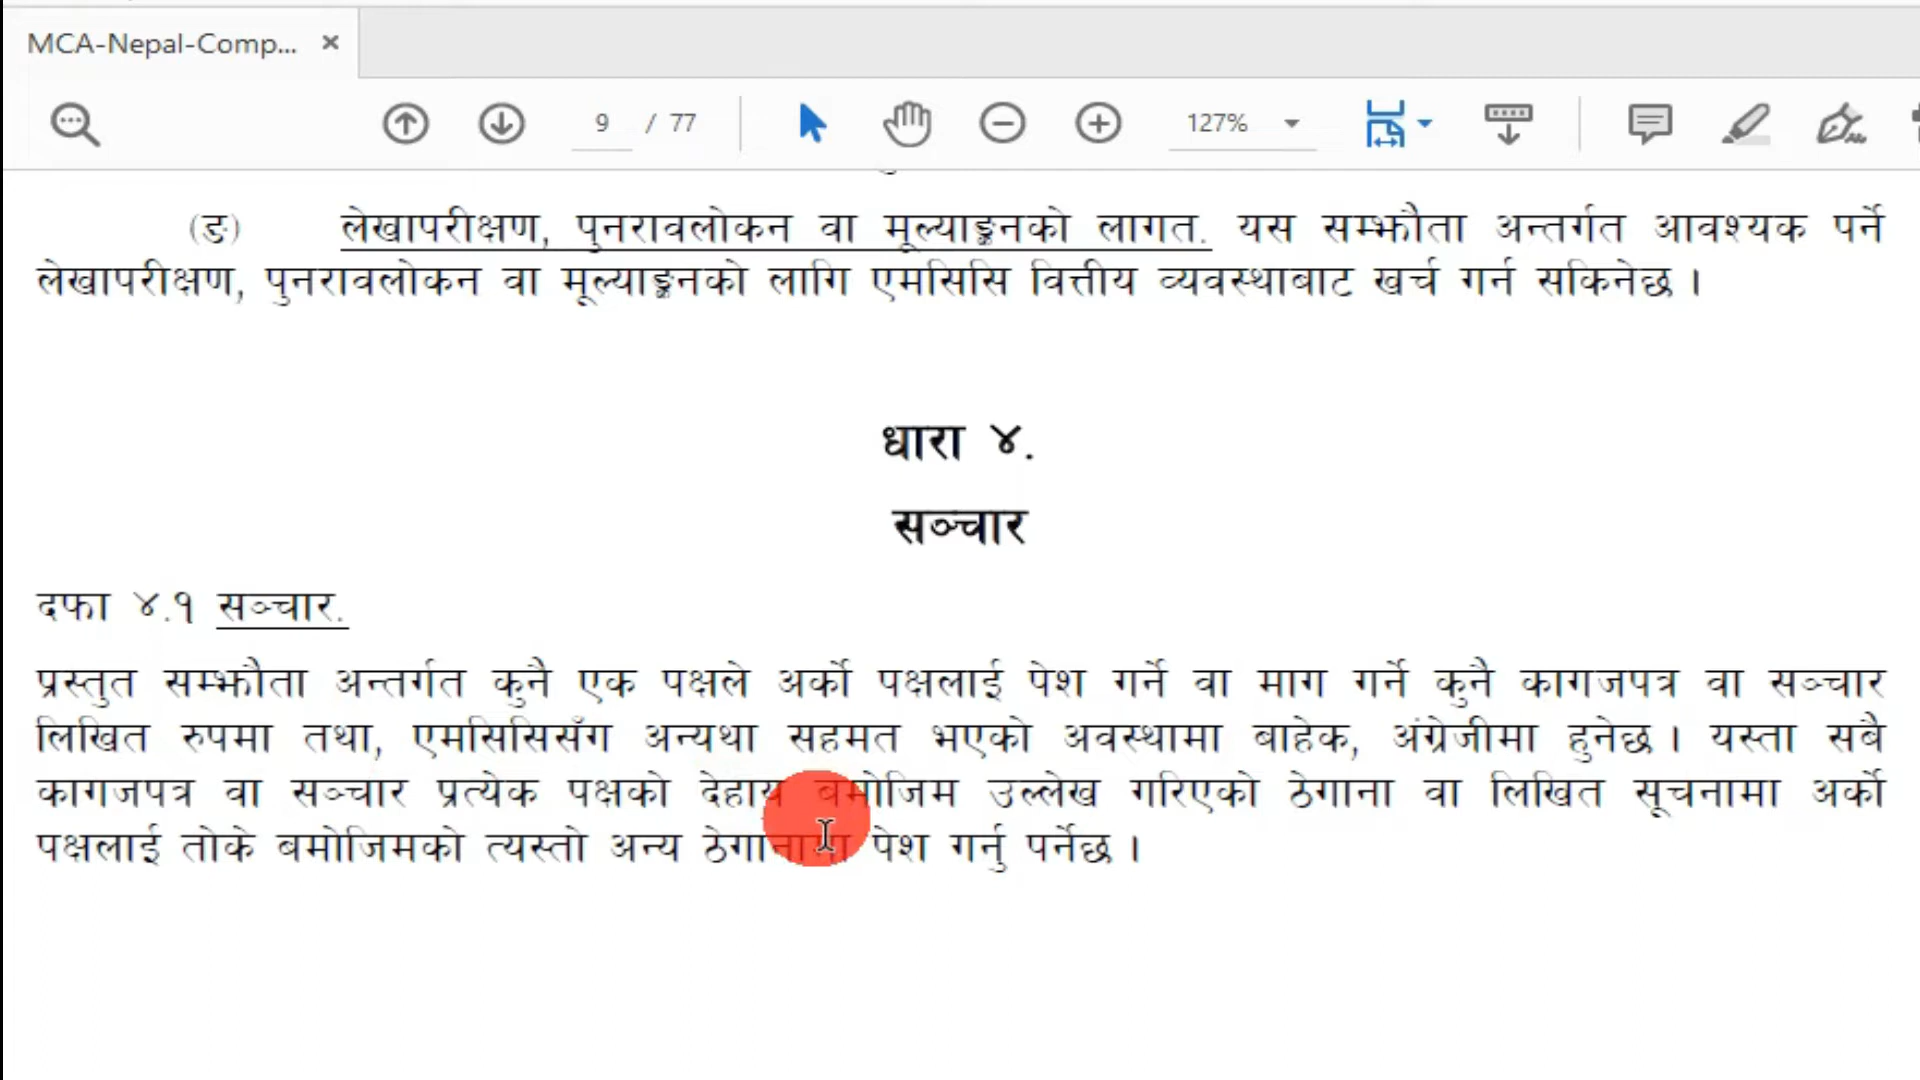 MCA-Nepal-Comp...
9 / 77
127%
(ङ) लेखापरीक्षण, पुनरावलोकन वा मूल्याङ्कनको लागत. यस सम्झौता अन्तर्गत आवश्यक पर्ने
लेखापरीक्षण, पुनरावलोकन वा मूल्याङ्कनको लागि एमसिसि वित्तीय व्यवस्थाबाट खर्च गर्न सकिनेछ ।
धारा ४.
सञ्चार
दफा ४.१ सञ्चार.
प्रस्तुत सम्झौता अन्तर्गत कुनै एक पक्षले अर्को पक्षलाई पेश गर्ने वा माग गर्ने कुनै कागजपत्र वा सञ्चार
लिखित रुपमा तथा, एमसिसिसँग अन्यथा सहमत भएको अवस्थामा बाहेक, अंग्रेजीमा हुनेछ । यस्ता सबै
कागजपत्र वा सञ्चार प्रत्येक पक्षको देहाय बमोजिम उल्लेख गरिएको ठेगाना वा लिखित सूचनामा अर्को
पक्षलाई तोके बमोजिमको त्यस्तो अन्य ठेगानामा पेश गर्नु पर्नेछ ।